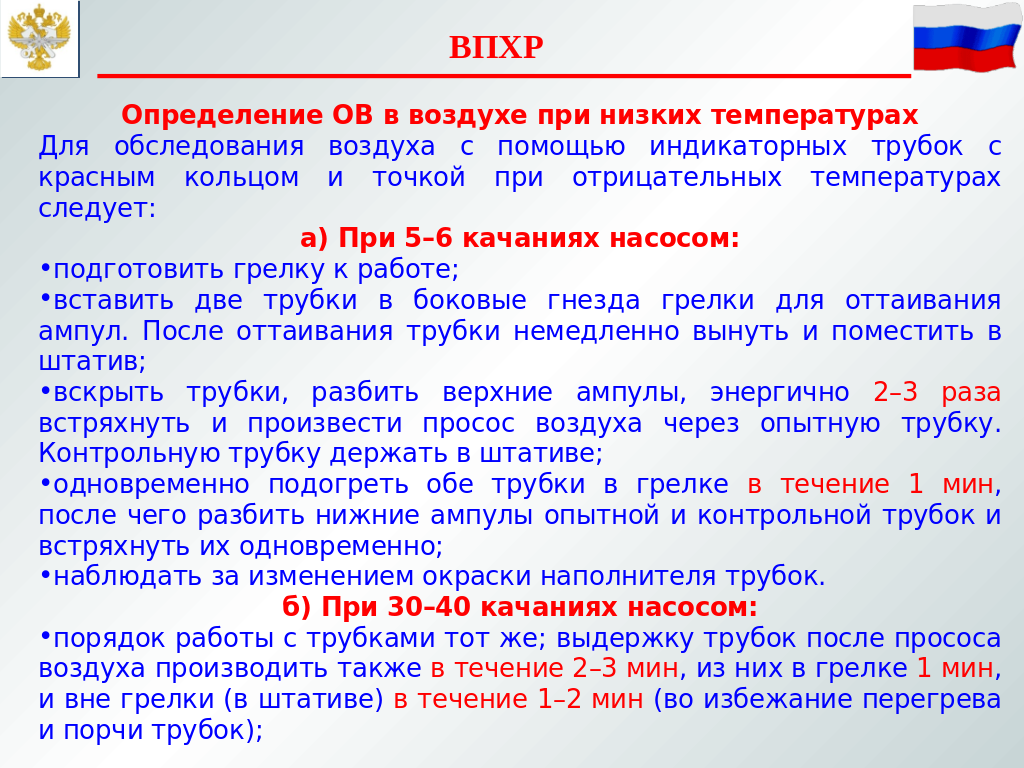 ВПХР
Определение ОВ в воздухе при низких температурах
Для обследования воздуха с помощью индикаторных трубок с
красным кольцом и точкой при отрицательных температурах
следует:
а) При 5–6 качаниях насосом:
•подготовить грелку к работе;
•вставить две трубки в боковые гнезда грелки для оттаивания
ампул. После оттаивания трубки немедленно вынуть и поместить в
штатив;
•вскрыть трубки, разбить верхние ампулы, энергично 2–3 раза
встряхнуть и произвести просос воздуха через опытную трубку.
Контрольную трубку держать в штативе;
•одновременно подогреть обе трубки в грелке в течение 1 мин,
после чего разбить нижние ампулы опытной и контрольной трубок и
встряхнуть их одновременно;
•наблюдать за изменением окраски наполнителя трубок.
б) При 30–40 качаниях насосом:
•порядок работы с трубками тот же; выдержку трубок после прососа
воздуха производить также в течение 2–3 мин, из них в грелке 1 мин,
и вне грелки (в штативе) в течение 1–2 мин (во избежание перегрева
и порчи трубок);